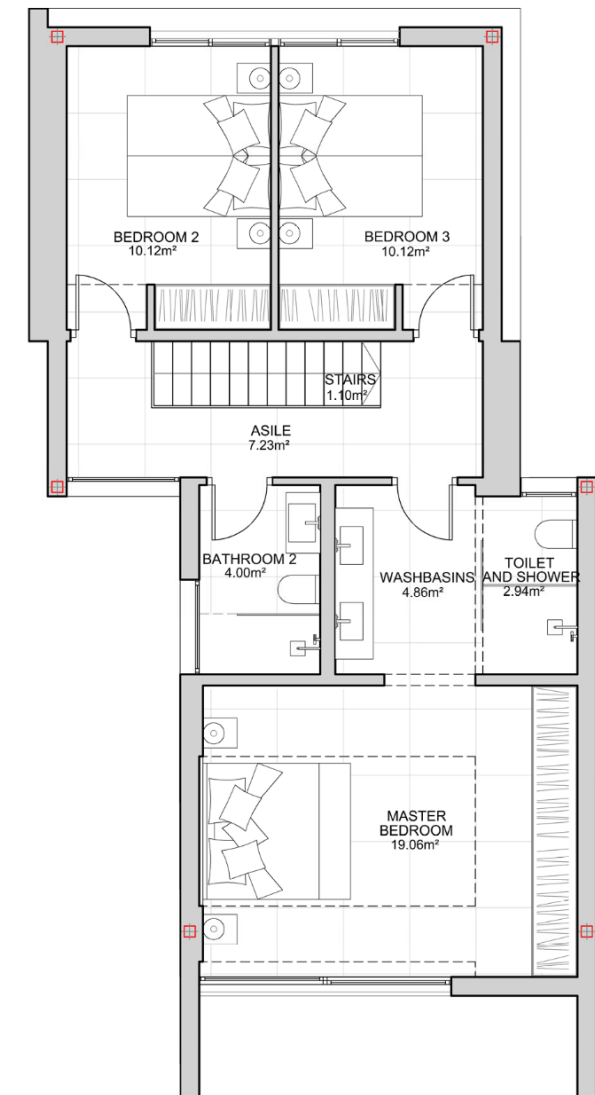 BEDROOM 2
10.12m²
BEDROOM 3
10.12m²
STAIRS
1.10m²
ASILE
7.23m²
BATHROOM 2
4.00m²
WASHBASINS
4.86m²
TOILET
AND SHOWER
2.94m²
MASTER
BEDROOM
19.06m²